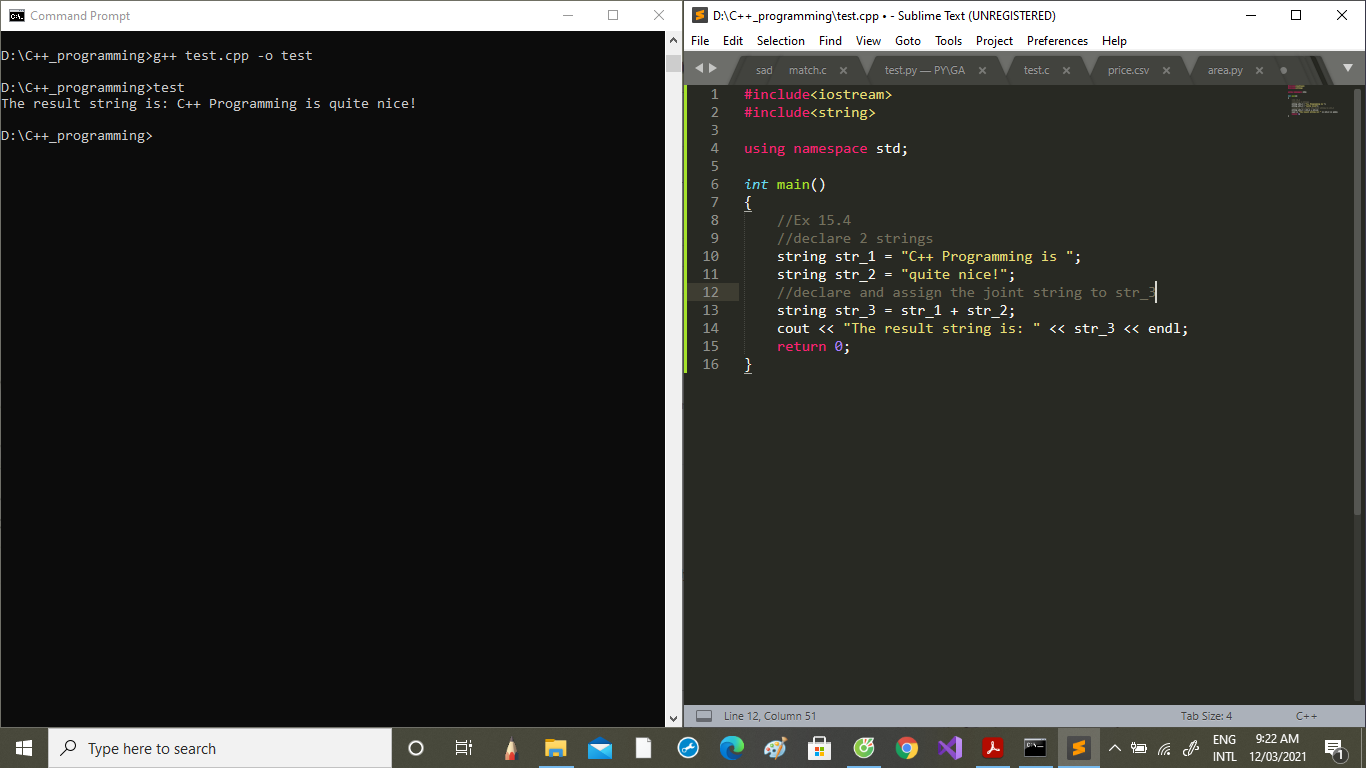 Command Prompt
D:\C++_programming>g++ test.cpp -o test
D:\C++_programming>test
The result string is: C++ Programming is quite nice!
D:\C++_programming>
D:\C++_programming\test.cpp • - Sublime Text (UNREGISTERED)
File Edit Selection Find View Goto Tools Project Preferences Help
sad match.c test.py — PY\GA test.c price.csv area.py
1 #include<iostream>
2 #include<string>
3
4 using namespace std;
5
6 int main()
7 {
8 //Ex 15.4
9 //declare 2 strings
10 string str_1 = "C++ Programming is ";
11 string str_2 = "quite nice!";
12 //declare and assign the joint string to str_3
13 string str_3 = str_1 + str_2;
14 cout << "The result string is: " << str_3 << endl;
15 return 0;
16 }
Line 12, Column 51 Tab Size: 4 C++
Type here to search
ENG 9:22 AM
INTL 12/03/2021
1